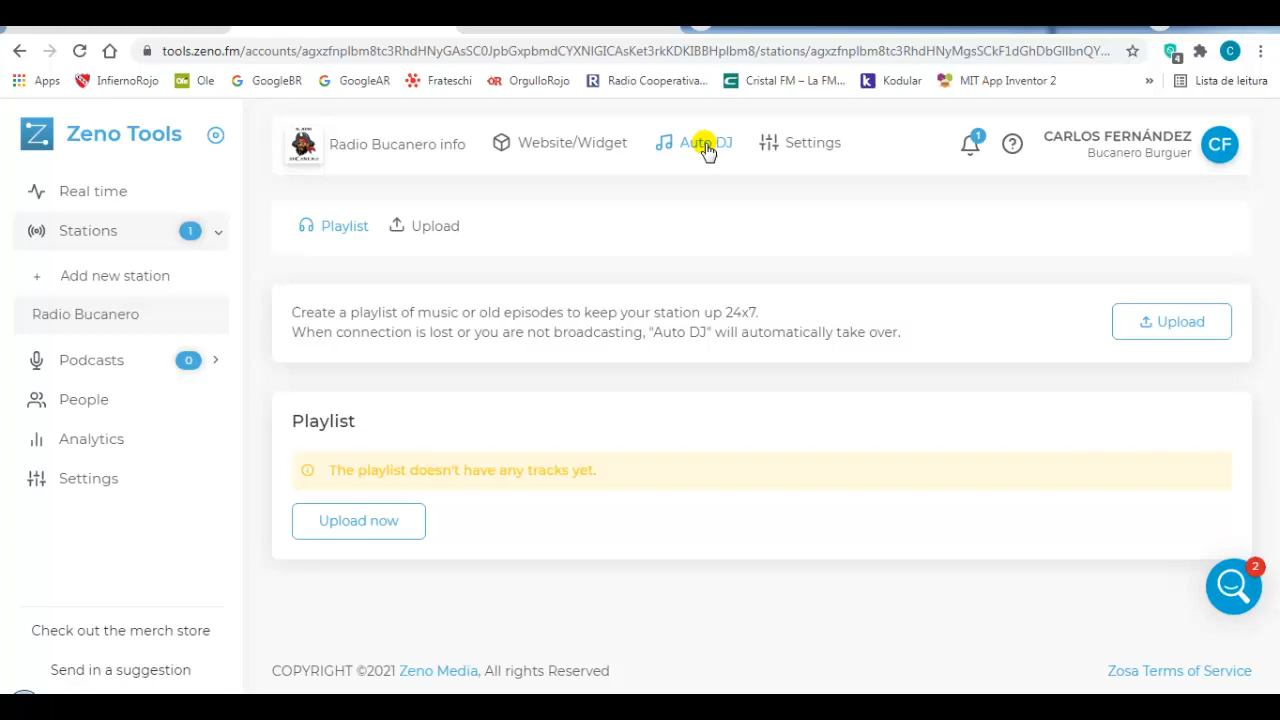 tools.zeno.fm/accounts/agxzfnplbm8tc3RhdHNyGAsSC0JpbGxpbmdCYXNlGICAsKet3rkKDKIBBHplbm8/stations/agxzfnplbm8tc3RhdHNyMgsSCkF1dGhDbGllbnQY...
Apps InfiernoRojo Ole GoogleBR GoogleAR Frateschi OR OrgulloRojo Radio Cooperativa... Cristal FM – La FM... Kodular MIT App Inventor 2 » Lista de leitura
Zeno Tools
Radio Bucanero info Website/Widget Auto DJ Settings 1 CARLOS FERNÁNDEZ CF
Bucanero Burguer
Real time
Stations 1
+ Add new station
Radio Bucanero
Podcasts 0
People
Analytics
Settings
Check out the merch store
Send in a suggestion
Playlist Upload
Create a playlist of music or old episodes to keep your station up 24x7.
When connection is lost or you are not broadcasting, "Auto DJ" will automatically take over.
Upload
Playlist
The playlist doesn't have any tracks yet.
Upload now
2
COPYRIGHT ©2021 Zeno Media, All rights Reserved Zosa Terms of Service